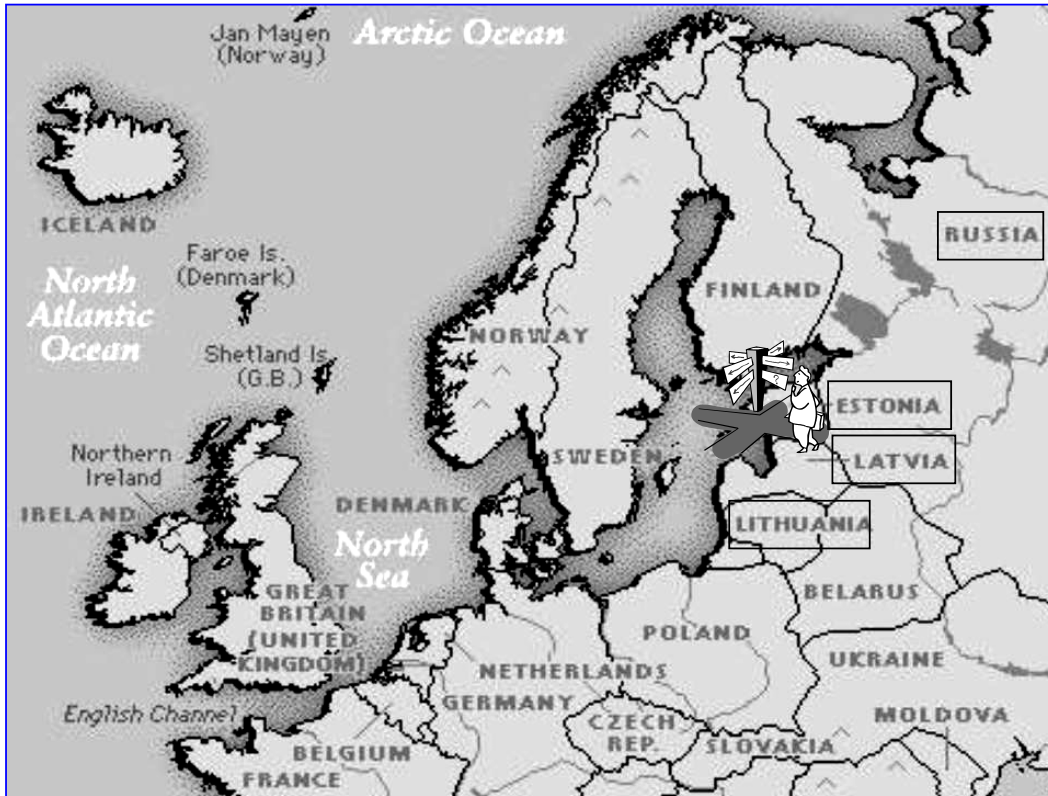 Jan Mayen
(Norway)
Arctic Ocean
ICELAND
RUSSIA
Faroe Is.
(Denmark)
North
Atlantic
Ocean
FINLAND
NORWAY
Shetland Is.
(G.B.)
ESTONIA
Northern
Ireland
SWEDEN
LATVIA
DENMARK
IRELAND
LITHUANIA
North
Sea
GREAT
BRITAIN
(UNITED
KINGDOM)
BELARUS
POLAND
UKRAINE
NETHERLANDS
GERMANY
English Channel
MOLDOVA
CZECH
REP.
SLOVAKIA
BELGIUM
FRANCE